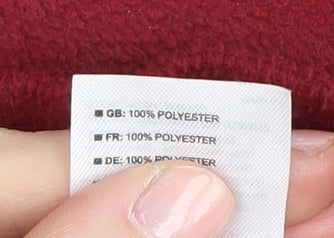 ■ GB: 100% POLYESTER
■ FR: 100% POLYESTER
■ DE: 100% POLYESTER